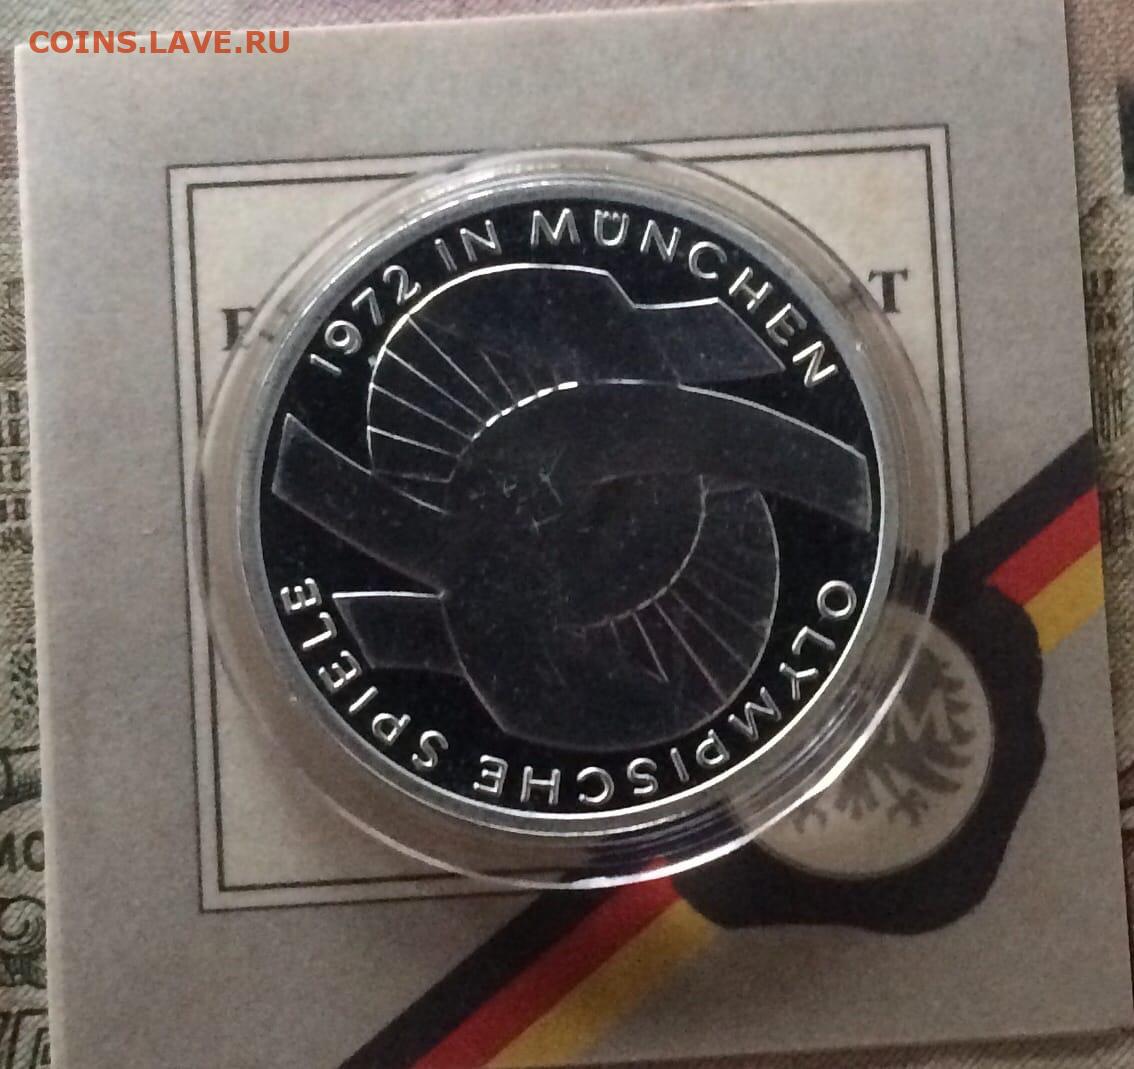 COINS.LAVE.RU
1972 IN MÜNCHEN
OLYMPISCHE SPIELE